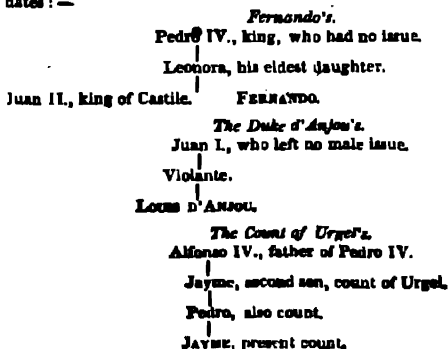 dates :—
Fernando's.
Pedro IV., king, who had no issue.
Leonora, his eldest daughter.
Juan II., king of Castile. FERNANDO.
The Duke d'Anjou's.
Juan I., who left no male issue.
Violante.
LOUIS D'ANJOU.
The Count of Urgel's.
Alfonso IV., father of Pedro IV.
Jayme, second son, count of Urgel.
Pedro, also count.
JAYME, present count.